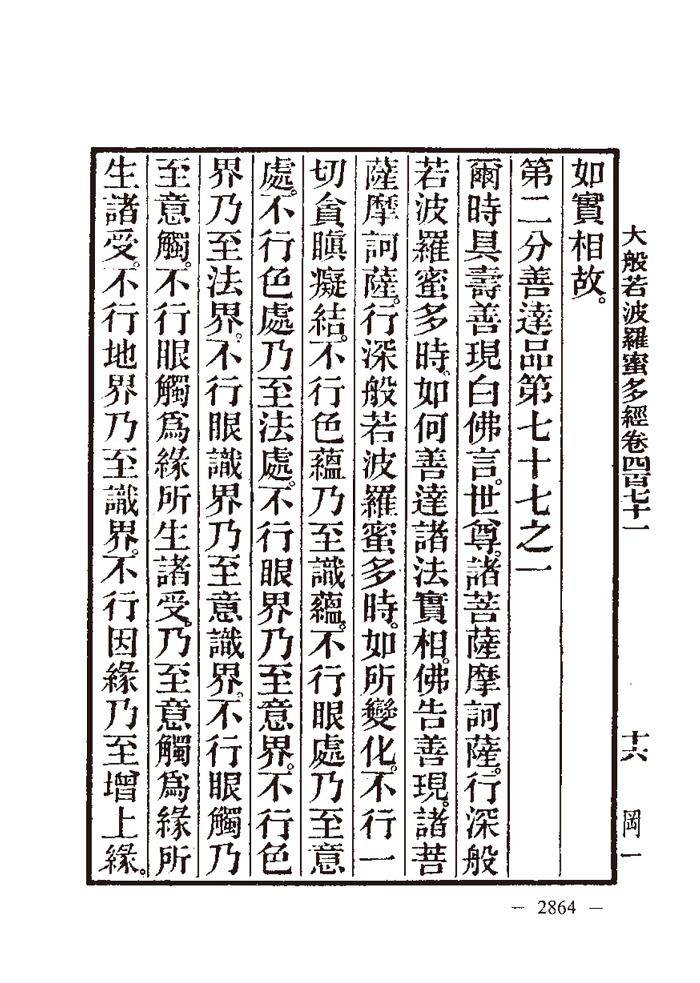 大般若波羅蜜多經卷四百七十一
十六
岡一
如實相故。
第二分善達品第七十七之一
爾時具壽善現白佛言。世尊。諸菩薩摩訶薩。行深般
若波羅蜜多時。如何善達諸法實相。佛告善現。諸菩
薩摩訶薩。行深般若波羅蜜多時。如所變化。不行一
切貪瞋癡結。不行色蘊乃至識蘊。不行眼處乃至意
處。不行色處乃至法處。不行眼界乃至意界。不行色
界乃至法界。不行眼識界乃至意識界。不行眼觸乃
至意觸。不行眼觸爲緣所生諸受。乃至意觸爲緣所
生諸受。不行地界乃至識界。不行因緣乃至增上緣。
— 2864 —